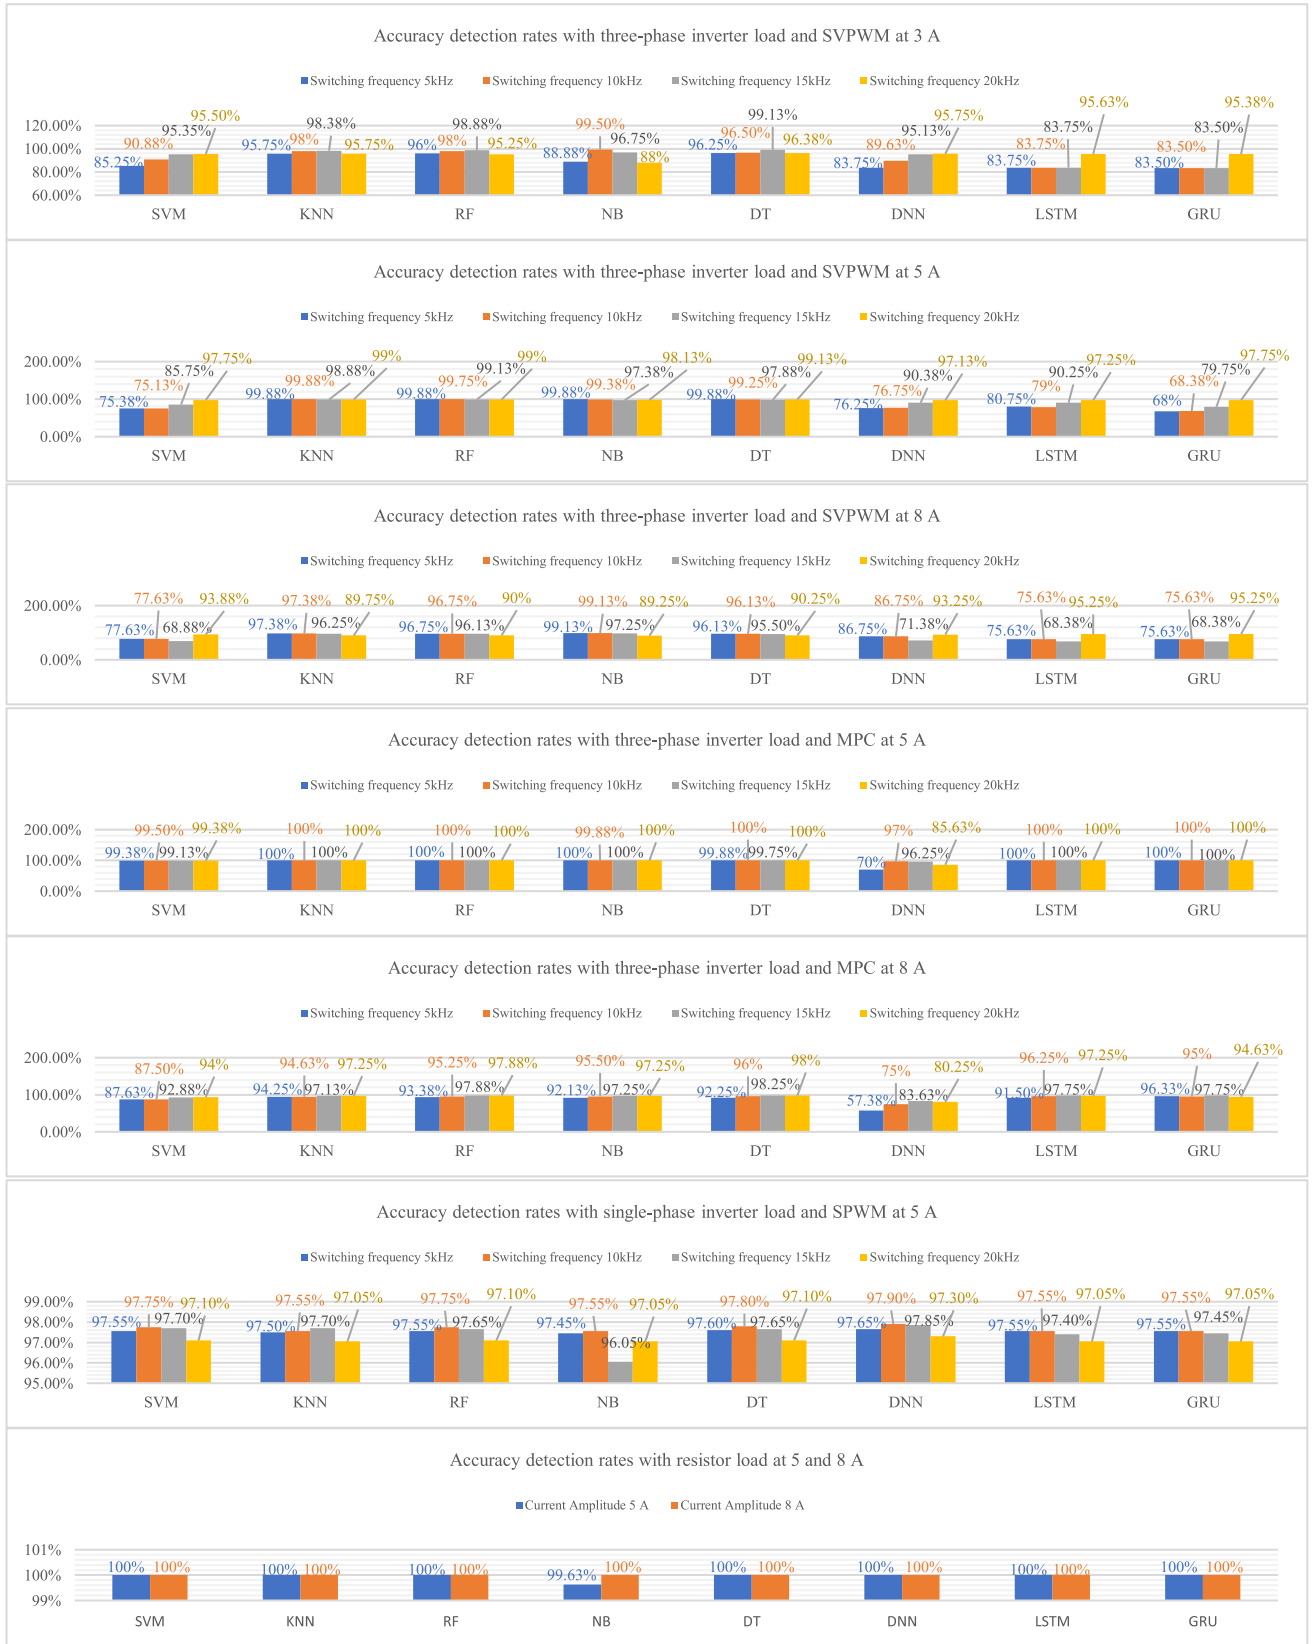 Accuracy detection rates with three-phase inverter load and SVPWM at 3 A
Switching frequency 5kHz Switching frequency 10kHz Switching frequency 15kHz Switching frequency 20kHz
120.00%
100.00%
80.00%
60.00%
85.25% 90.88% 95.35% 95.50%
95.75% 98% 98.38% 95.75%
96% 98% 98.88% 95.25%
88.88% 99.50% 96.75% 88%
96.25% 96.50% 99.13% 96.38%
83.75% 89.63% 95.13% 95.75%
83.75% 83.75% 83.75% 95.63%
83.50% 83.50% 83.50% 95.38%
SVM KNN RF NB DT DNN LSTM GRU
Accuracy detection rates with three-phase inverter load and SVPWM at 5 A
Switching frequency 5kHz Switching frequency 10kHz Switching frequency 15kHz Switching frequency 20kHz
200.00%
100.00%
0.00%
75.38% 75.13% 85.75% 97.75%
99.88% 99.88% 98.88% 99%
99.88% 99.75% 99.13% 99%
99.88% 99.38% 97.38% 98.13%
99.88% 99.25% 97.88% 99.13%
76.25% 76.75% 90.38% 97.13%
80.75% 79% 90.25% 97.25%
68% 68.38% 79.75% 97.75%
SVM KNN RF NB DT DNN LSTM GRU
Accuracy detection rates with three-phase inverter load and SVPWM at 8 A
Switching frequency 5kHz Switching frequency 10kHz Switching frequency 15kHz Switching frequency 20kHz
200.00%
0.00%
77.63% 77.63% 68.88% 93.88%
97.38% 97.38% 96.25% 89.75%
96.75% 96.75% 96.13% 90%
99.13% 99.13% 97.25% 89.25%
96.13% 96.13% 95.50% 90.25%
86.75% 86.75% 71.38% 93.25%
75.63% 75.63% 68.38% 95.25%
75.63% 75.63% 68.38% 95.25%
SVM KNN RF NB DT DNN LSTM GRU
Accuracy detection rates with three-phase inverter load and MPC at 5 A
Switching frequency 5kHz Switching frequency 10kHz Switching frequency 15kHz Switching frequency 20kHz
200.00%
100.00%
0.00%
99.38% 99.50% 99.13% 99.38%
100% 100% 100% 100%
100% 100% 100% 100%
100% 99.88% 100% 100%
99.88% 100% 99.75% 100%
70% 97% 96.25% 85.63%
100% 100% 100% 100%
100% 100% 100% 100%
SVM KNN RF NB DT DNN LSTM GRU
Accuracy detection rates with three-phase inverter load and MPC at 8 A
Switching frequency 5kHz Switching frequency 10kHz Switching frequency 15kHz Switching frequency 20kHz
200.00%
100.00%
0.00%
87.63% 87.50% 92.88% 94%
94.25% 94.63% 97.13% 97.25%
93.38% 95.25% 97.88% 97.88%
92.13% 95.50% 97.25% 97.25%
92.25% 96% 98.25% 98%
57.38% 75% 83.63% 80.25%
91.50% 96.25% 97.75% 97.25%
96.33% 95% 97.75% 94.63%
SVM KNN RF NB DT DNN LSTM GRU
Accuracy detection rates with single-phase inverter load and SPWM at 5 A
Switching frequency 5kHz Switching frequency 10kHz Switching frequency 15kHz Switching frequency 20kHz
99.00%
98.00%
97.00%
96.00%
95.00%
97.55% 97.75% 97.70% 97.10%
97.50% 97.55% 97.70% 97.05%
97.55% 97.75% 97.65% 97.10%
97.45% 97.55% 96.05% 97.05%
97.60% 97.80% 97.65% 97.10%
97.65% 97.90% 97.85% 97.30%
97.55% 97.55% 97.40% 97.05%
97.55% 97.55% 97.45% 97.05%
SVM KNN RF NB DT DNN LSTM GRU
Accuracy detection rates with resistor load at 5 and 8 A
Current Amplitude 5 A Current Amplitude 8 A
101%
100%
99%
100% 100%
100% 100%
100% 100%
99.63% 100%
100% 100%
100% 100%
100% 100%
100% 100%
SVM KNN RF NB DT DNN LSTM GRU